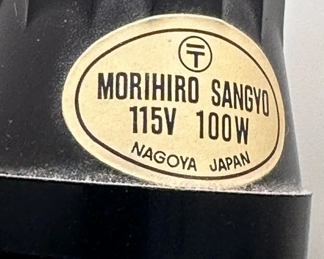 〶
MORIHIRO SANGYO
115V 100W
NAGOYA JAPAN